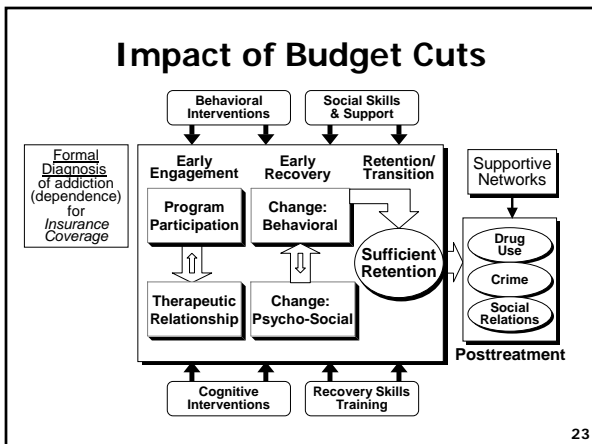 Impact of Budget Cuts
Behavioral
Interventions
Social Skills
& Support
Formal
Diagnosis
of addiction
(dependence)
for
Insurance
Coverage
Early
Engagement
Early
Recovery
Retention/
Transition
Program
Participation
Change:
Behavioral
Sufficient
Retention
Therapeutic
Relationship
Change:
Psycho-Social
Supportive
Networks
Drug
Use
Crime
Social
Relations
Posttreatment
Cognitive
Interventions
Recovery Skills
Training
23